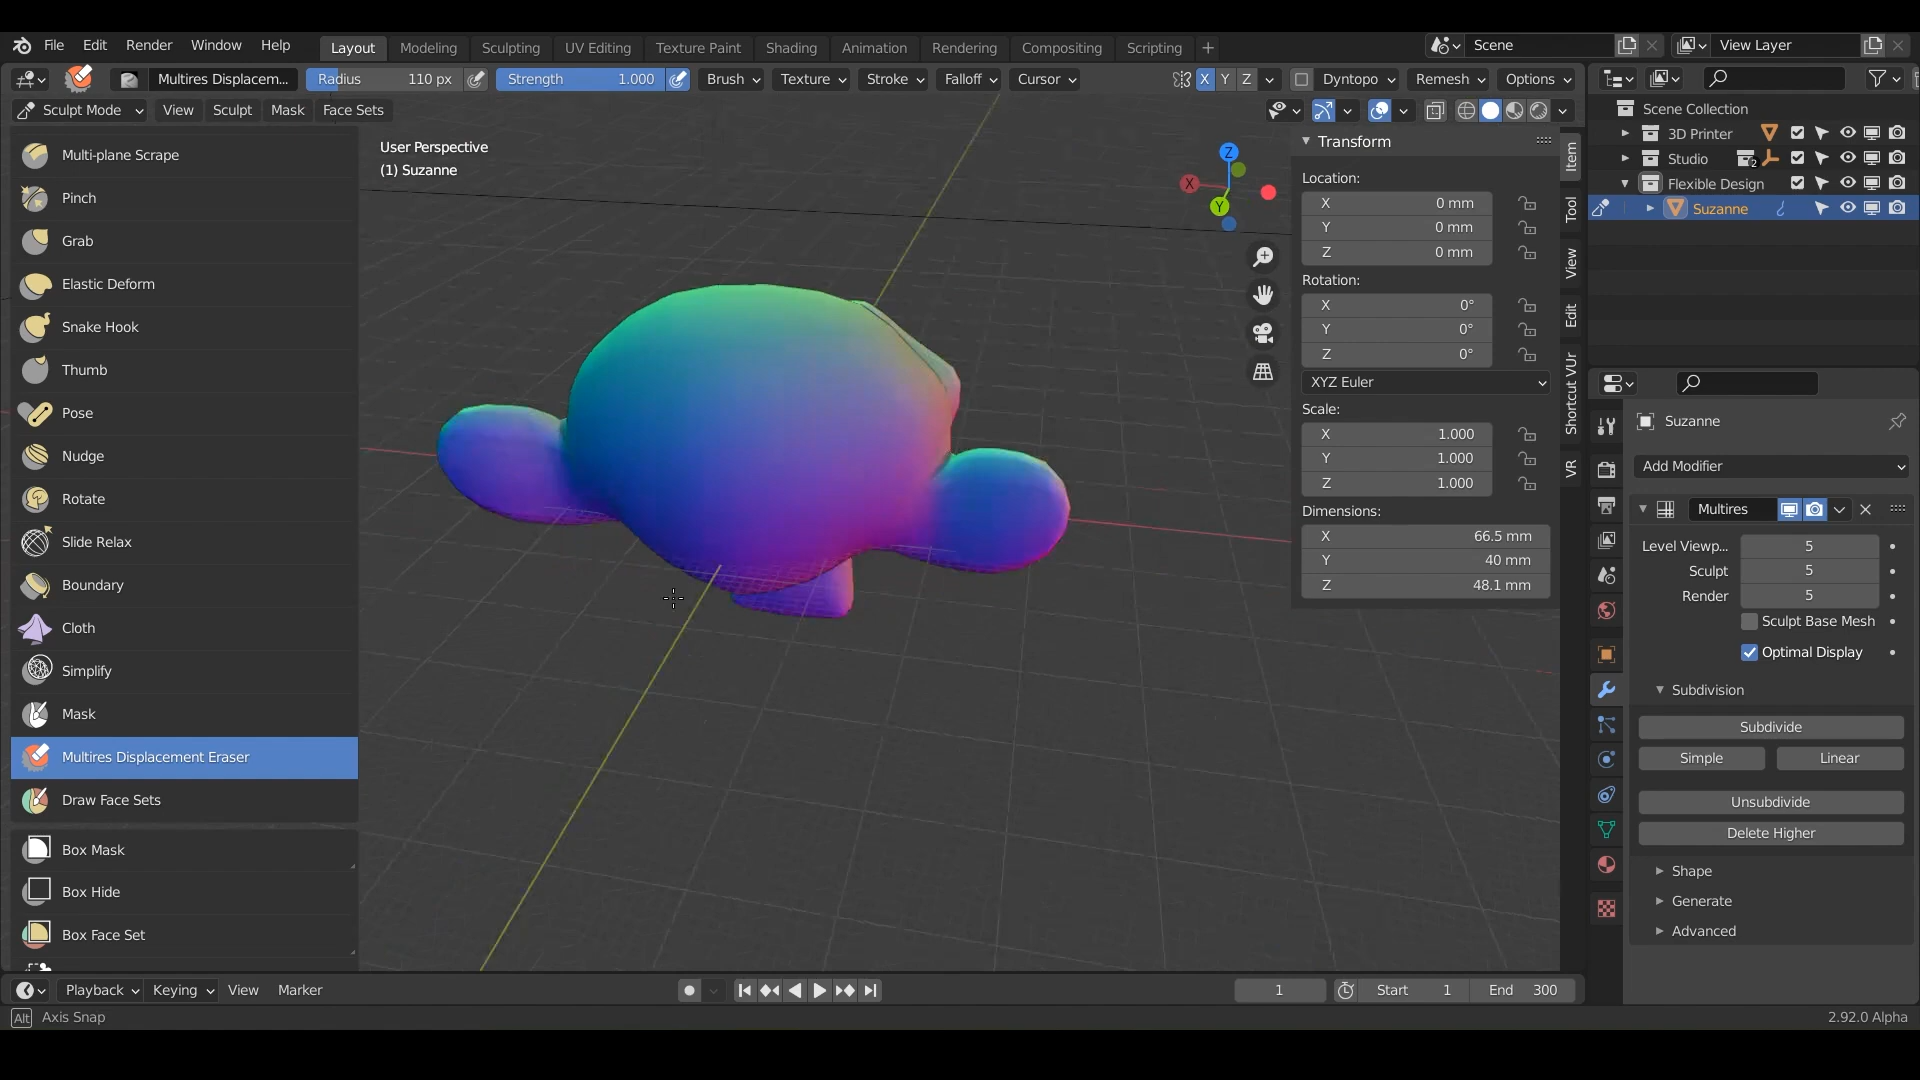 File Edit Render Window Help Layout Modeling Sculpting UV Editing Texture Paint Shading Animation Rendering Compositing Scripting + Scene View Layer
Multires Displacem... Radius 110 px Strength 1.000 Brush Texture Stroke Falloff Cursor X Y Z Dyntopo Remesh Options
Sculpt Mode View Sculpt Mask Face Sets
Multi-plane Scrape
Pinch
Grab
Elastic Deform
Snake Hook
Thumb
Pose
Nudge
Rotate
Slide Relax
Boundary
Cloth
Simplify
Mask
Multires Displacement Eraser
Draw Face Sets
Box Mask
Box Hide
Box Face Set
User Perspective
(1) Suzanne
Z
X
Y
Transform
Location:
X 0 mm
Y 0 mm
Z 0 mm
Rotation:
X 0°
Y 0°
Z 0°
XYZ Euler
Scale:
X 1.000
Y 1.000
Z 1.000
Dimensions:
X 66.5 mm
Y 40 mm
Z 48.1 mm
Item
Tool
View
Edit
Shortcut VUr
VR
Scene Collection
3D Printer
Studio 2
Flexible Design
Suzanne
Suzanne
Add Modifier
Multires
Level Viewp... 5
Sculpt 5
Render 5
Sculpt Base Mesh
Optimal Display
Subdivision
Subdivide
Simple Linear
Unsubdivide
Delete Higher
Shape
Generate
Advanced
Playback Keying View Marker 1 Start 1 End 300
Alt Axis Snap 2.92.0 Alpha